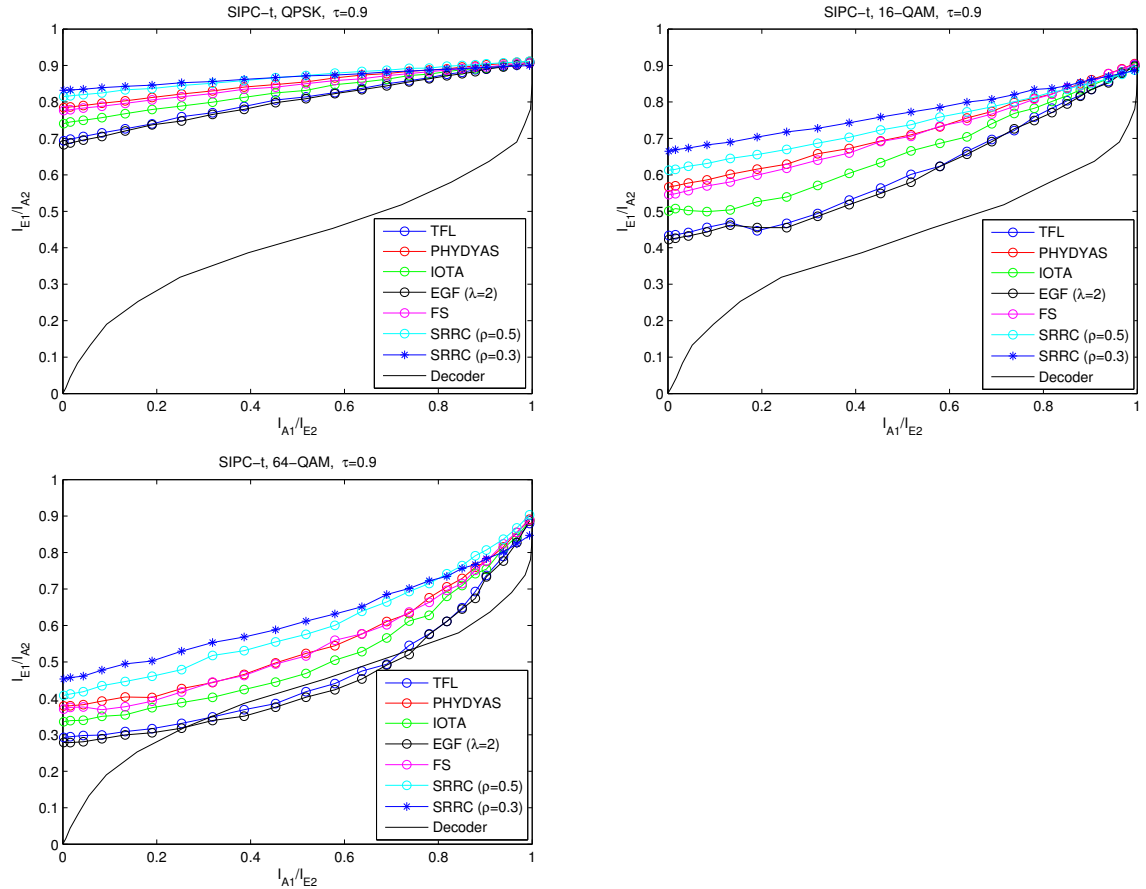 SIPC−t, QPSK, τ=0.9
1
0.9
0.8
0.7
0.6
0.5
0.4
0.3
0.2
0.1
0
I_E1/I_A2
0 0.2 0.4 0.6 0.8 1
I_A1/I_E2
TFL
PHYDYAS
IOTA
EGF (λ=2)
FS
SRRC (ρ=0.5)
SRRC (ρ=0.3)
Decoder
SIPC−t, 16−QAM, τ=0.9
1
0.9
0.8
0.7
0.6
0.5
0.4
0.3
0.2
0.1
0
I_E1/I_A2
0 0.2 0.4 0.6 0.8 1
I_A1/I_E2
TFL
PHYDYAS
IOTA
EGF (λ=2)
FS
SRRC (ρ=0.5)
SRRC (ρ=0.3)
Decoder
SIPC−t, 64−QAM, τ=0.9
1
0.9
0.8
0.7
0.6
0.5
0.4
0.3
0.2
0.1
0
I_E1/I_A2
0 0.2 0.4 0.6 0.8 1
I_A1/I_E2
TFL
PHYDYAS
IOTA
EGF (λ=2)
FS
SRRC (ρ=0.5)
SRRC (ρ=0.3)
Decoder